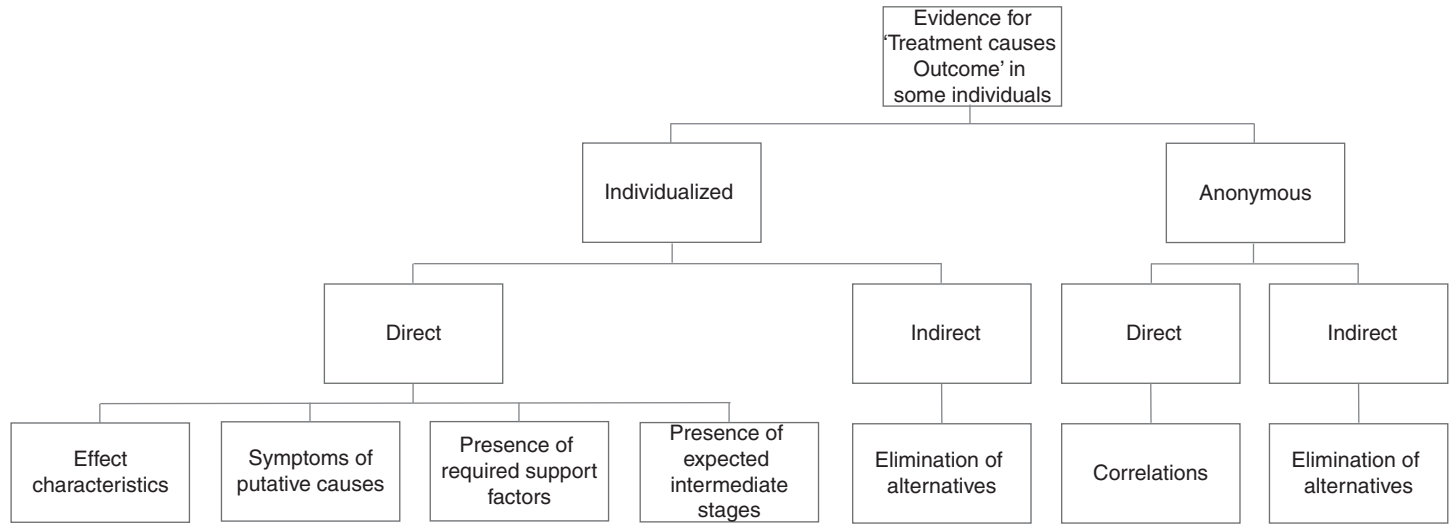 Evidence for
‘Treatment causes
Outcome’ in
some individuals
Individualized
Anonymous
Direct
Indirect
Direct
Indirect
Effect
characteristics
Symptoms of
putative causes
Presence of
required support
factors
Presence of
expected
intermediate
stages
Elimination of
alternatives
Correlations
Elimination of
alternatives